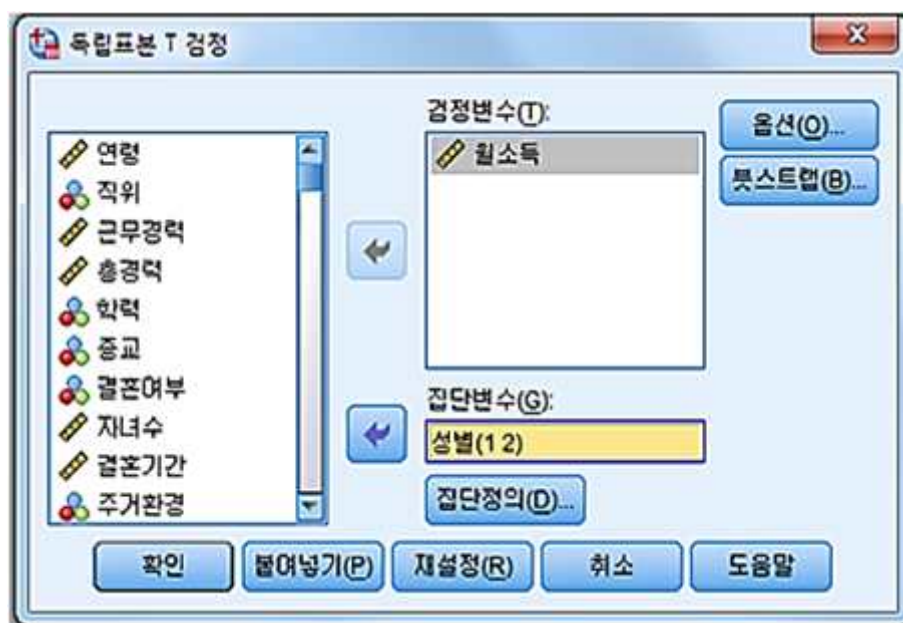 독립표본 T 검정
검정변수(T):
월소득
옵션(O)...
붓스트랩(B)...
연령
직위
근무경력
총경력
학력
종교
결혼여부
자녀수
결혼기간
주거환경
집단변수(G):
성별(1 2)
집단정의(D)...
확인
붙여넣기(P)
재설정(R)
취소
도움말